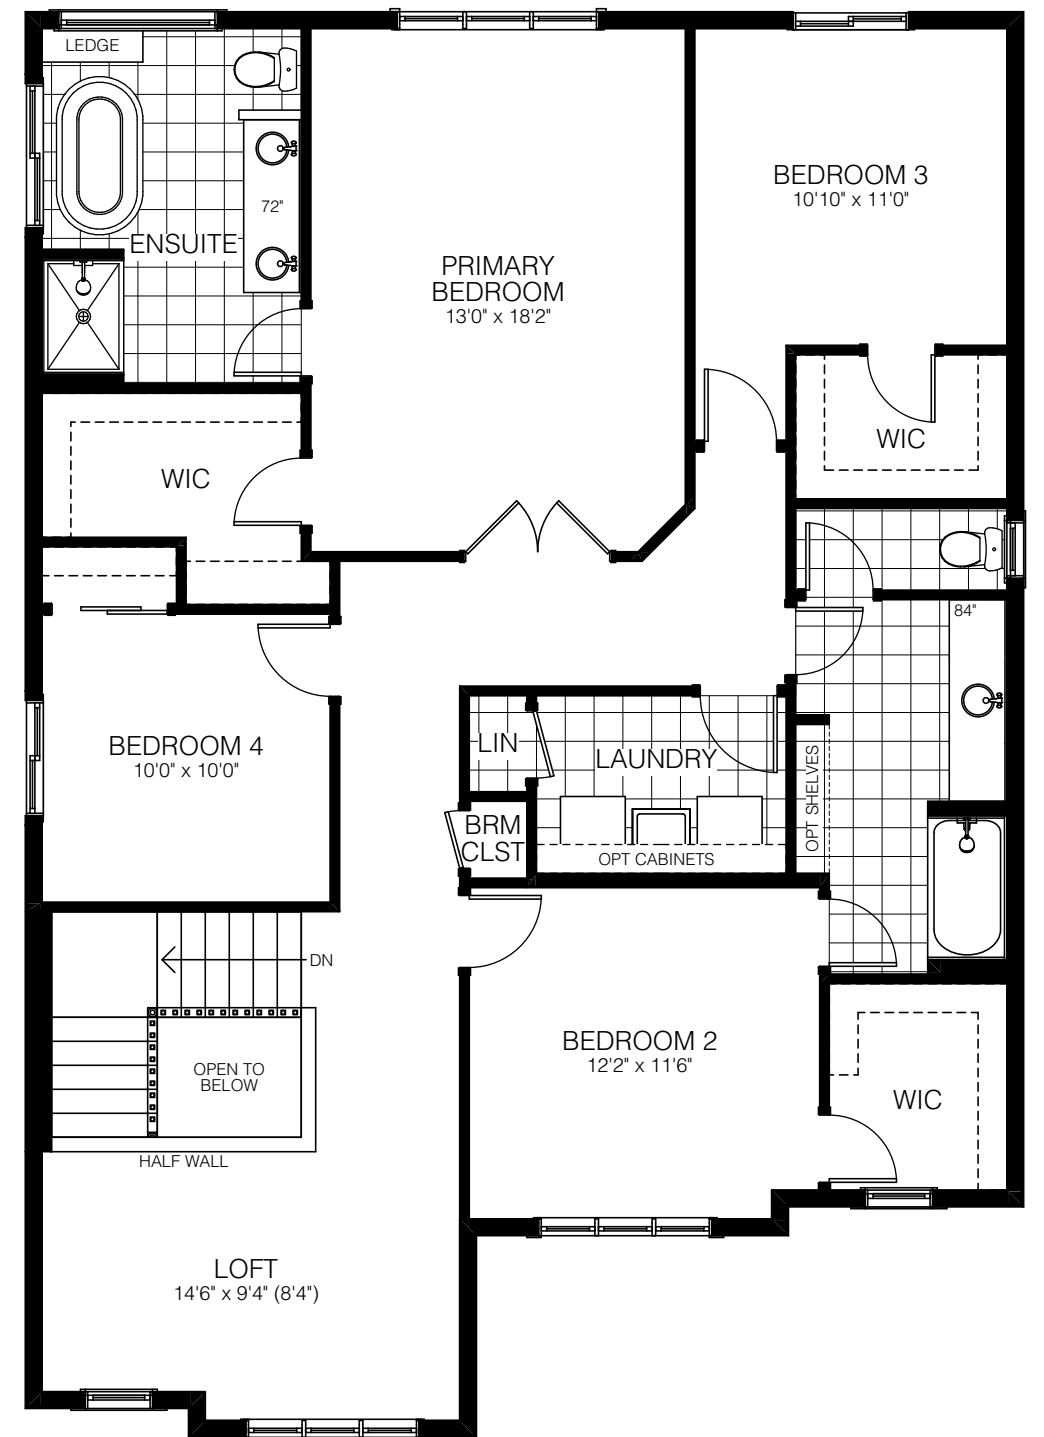 LEDGE
72"
ENSUITE
PRIMARY
BEDROOM
13'0" x 18'2"
BEDROOM 3
10'10" x 11'0"
WIC
WIC
84"
BEDROOM 4
10'0" x 10'0"
LIN
LAUNDRY
OPT SHELVES
BRM
CLST
OPT CABINETS
DN
OPEN TO
BELOW
HALF WALL
BEDROOM 2
12'2" x 11'6"
WIC
LOFT
14'6" x 9'4" (8'4")